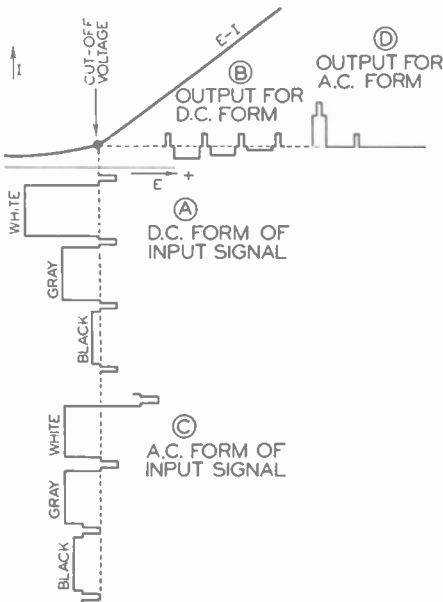 I
CUT-OFF
VOLTAGE
E-I
B
OUTPUT FOR
D.C. FORM
D
OUTPUT FOR
A.C. FORM
E +
A
D.C. FORM OF
INPUT SIGNAL
WHITE
GRAY
BLACK
C
A.C. FORM OF
INPUT SIGNAL
WHITE
GRAY
BLACK